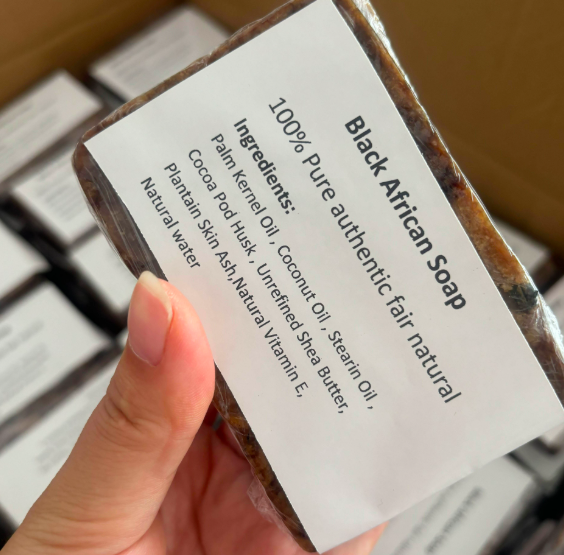 Black African Soap
100% Pure authentic fair natural
Ingredients:
Palm Kernel Oil , Coconut Oil , Stearin Oil ,
Cocoa Pod Husk , Unrefined Shea Butter,
Plantain Skin Ash,Natural Vitamin E,
Natural water